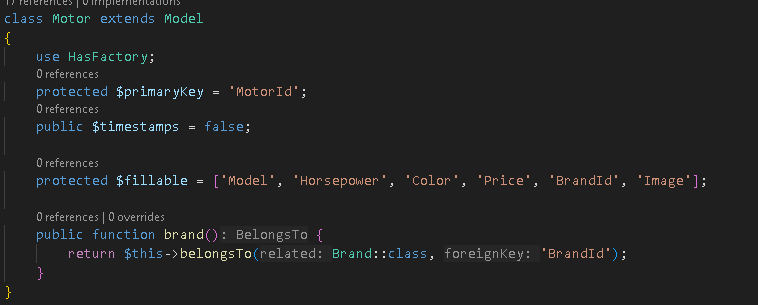 17 references | 0 implementations
class Motor extends Model
{
use HasFactory;
0 references
protected $primaryKey = 'MotorId';
0 references
public $timestamps = false;
0 references
protected $fillable = ['Model', 'Horsepower', 'Color', 'Price', 'BrandId', 'Image'];
0 references | 0 overrides
public function brand(): BelongsTo {
return $this->belongsTo(related: Brand::class, foreignKey: 'BrandId');
}
}